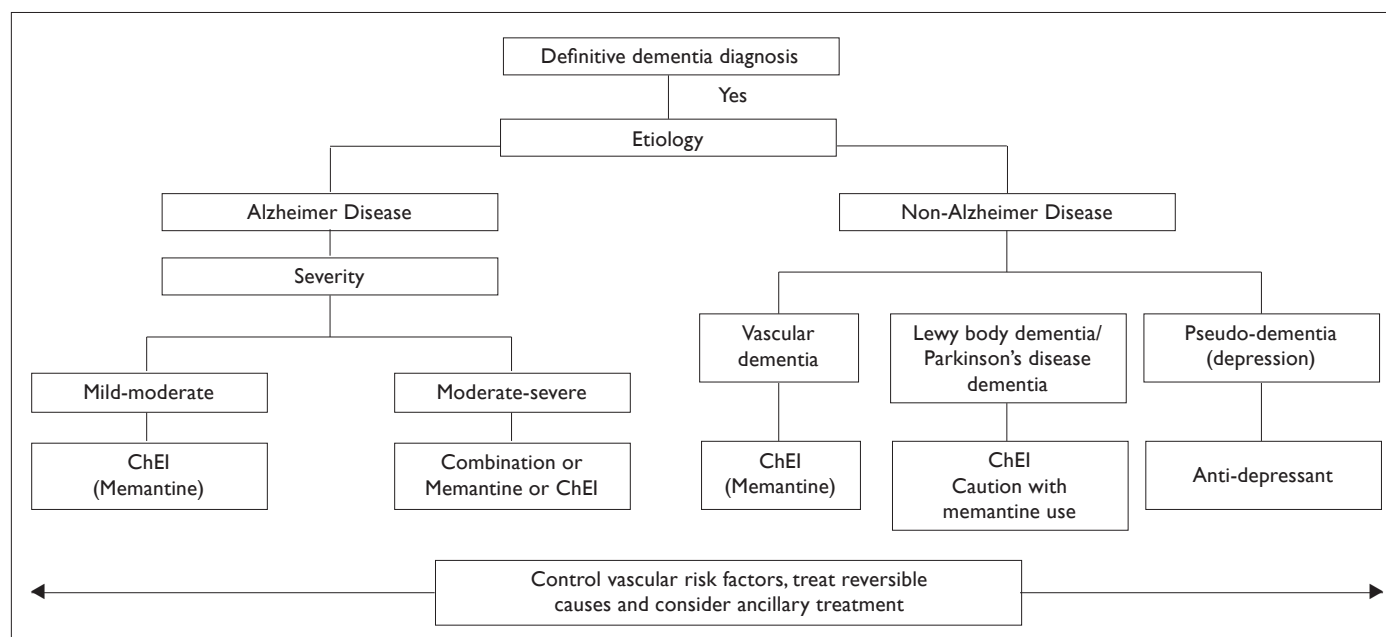 Definitive dementia diagnosis
Yes
Etiology
Alzheimer Disease
Non-Alzheimer Disease
Severity
Vascular
dementia
Lewy body dementia/
Parkinson's disease
dementia
Pseudo-dementia
(depression)
Mild-moderate
Moderate-severe
ChEI
(Memantine)
Combination or
Memantine or ChEI
ChEI
(Memantine)
ChEI
Caution with
memantine use
Anti-depressant
Control vascular risk factors, treat reversible
causes and consider ancillary treatment